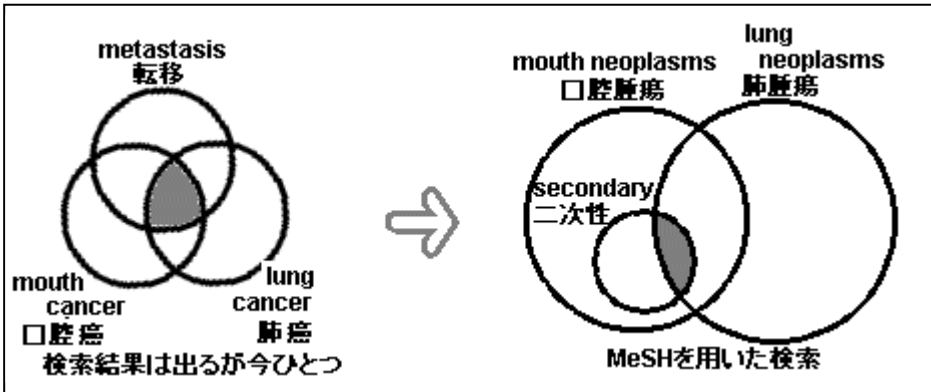 metastasis
転移
mouth
cancer
口腔癌
lung
cancer
肺癌
検索結果は出るが今ひとつ
mouth neoplasms
口腔腫瘍
lung
neoplasms
肺腫瘍
secondary
二次性
MeSHを用いた検索